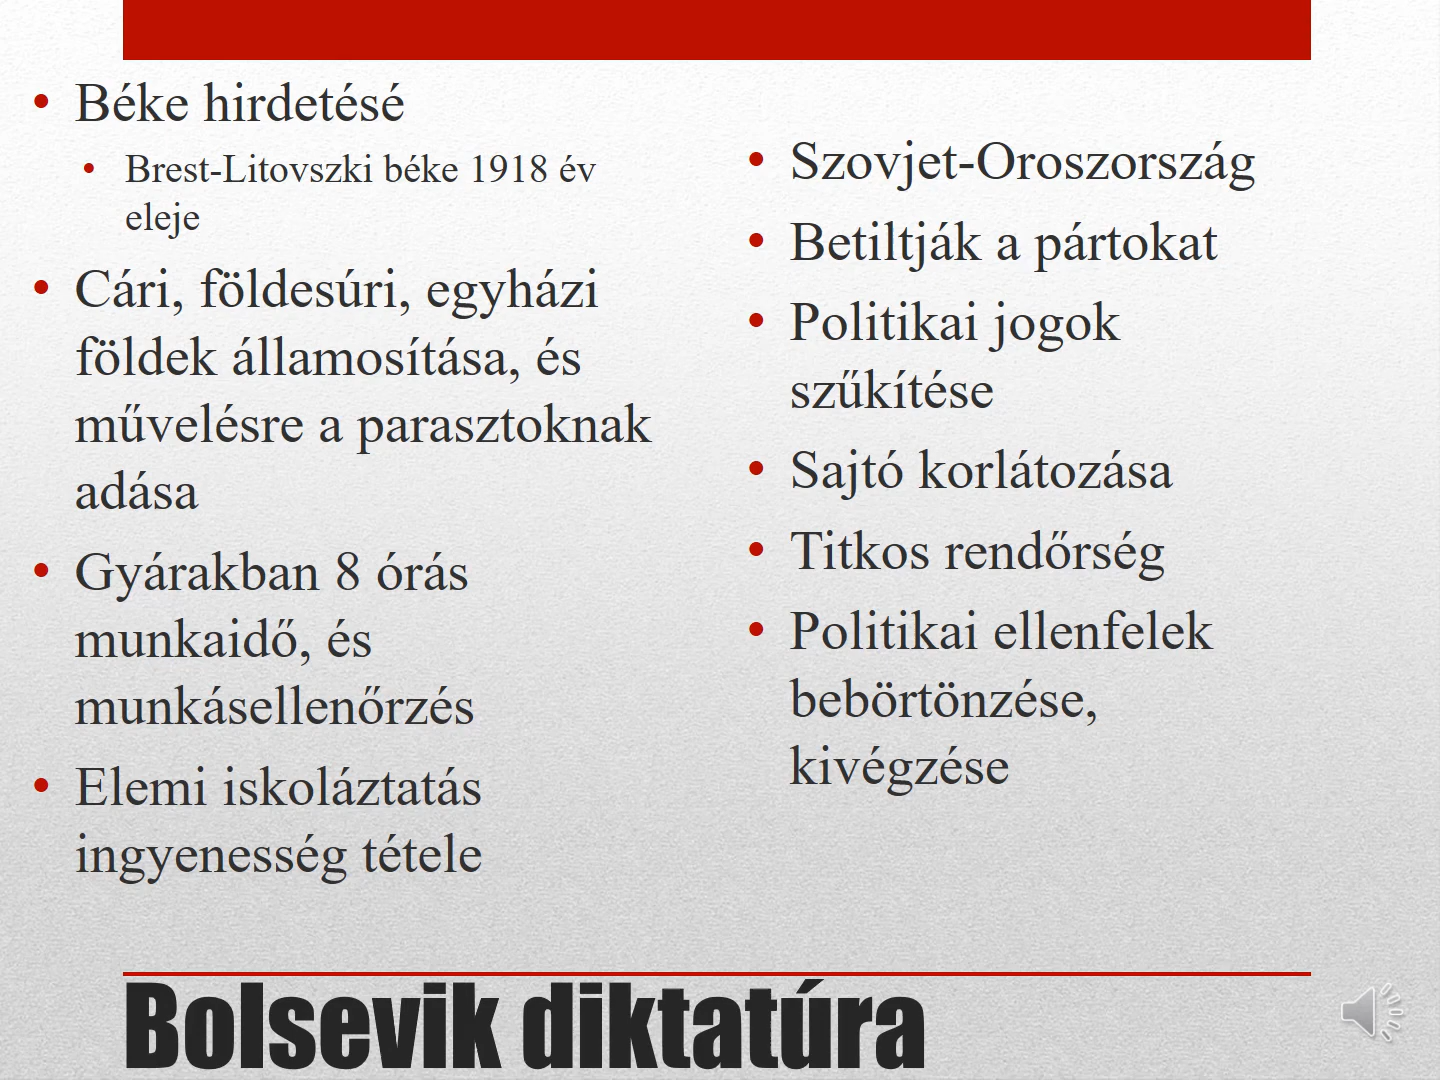 • Béke hirdetésé
• Brest-Litovszki béke 1918 év
eleje
• Cári, földesúri, egyházi
földek államosítása, és
művelésre a parasztoknak
adása
• Gyárakban 8 órás
munkaidő, és
munkásellenőrzés
• Elemi iskoláztatás
ingyenesség tétele
• Szovjet-Oroszország
• Betiltják a pártokat
• Politikai jogok
szűkítése
• Sajtó korlátozása
• Titkos rendőrség
• Politikai ellenfelek
bebörtönzése,
kivégzése
Bolsevik diktatúra